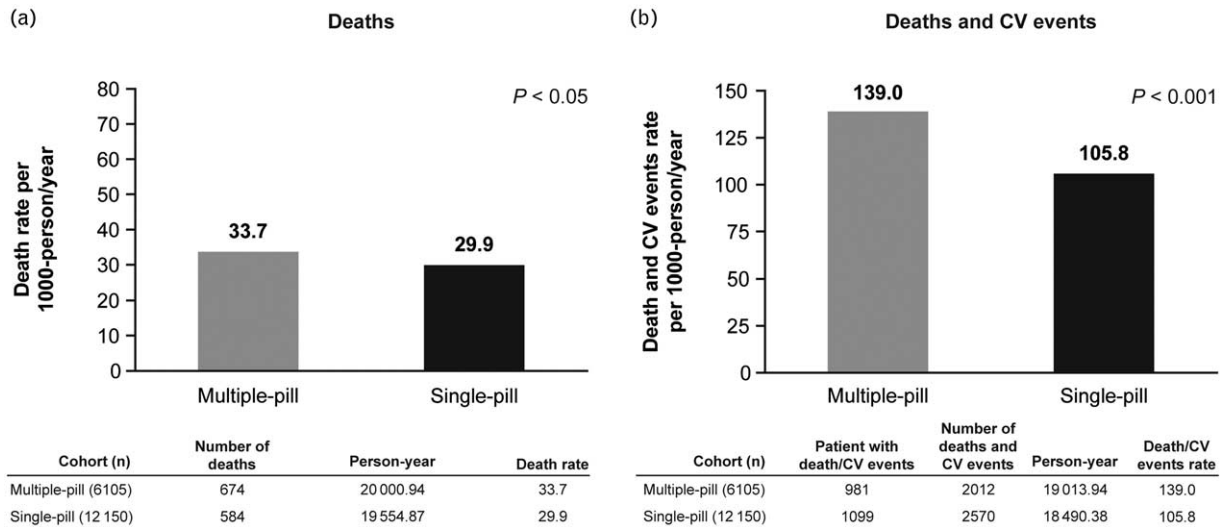 (a)
Deaths
P < 0.05
Death rate per
1000-person/year
80
70
60
50
40
30
20
10
0
33.7
29.9
Multiple-pill
Single-pill
Cohort (n) Number of deaths Person-year Death rate
Multiple-pill (6105) 674 20 000.94 33.7
Single-pill (12 150) 584 19 554.87 29.9
(b)
Deaths and CV events
P < 0.001
Death and CV events rate
per 1000-person/year
150
125
100
75
50
25
0
139.0
105.8
Multiple-pill
Single-pill
Cohort (n) Patient with death/CV events Number of deaths and CV events Person-year Death/CV events rate
Multiple-pill (6105) 981 2012 19 013.94 139.0
Single-pill (12 150) 1099 2570 18 490.38 105.8